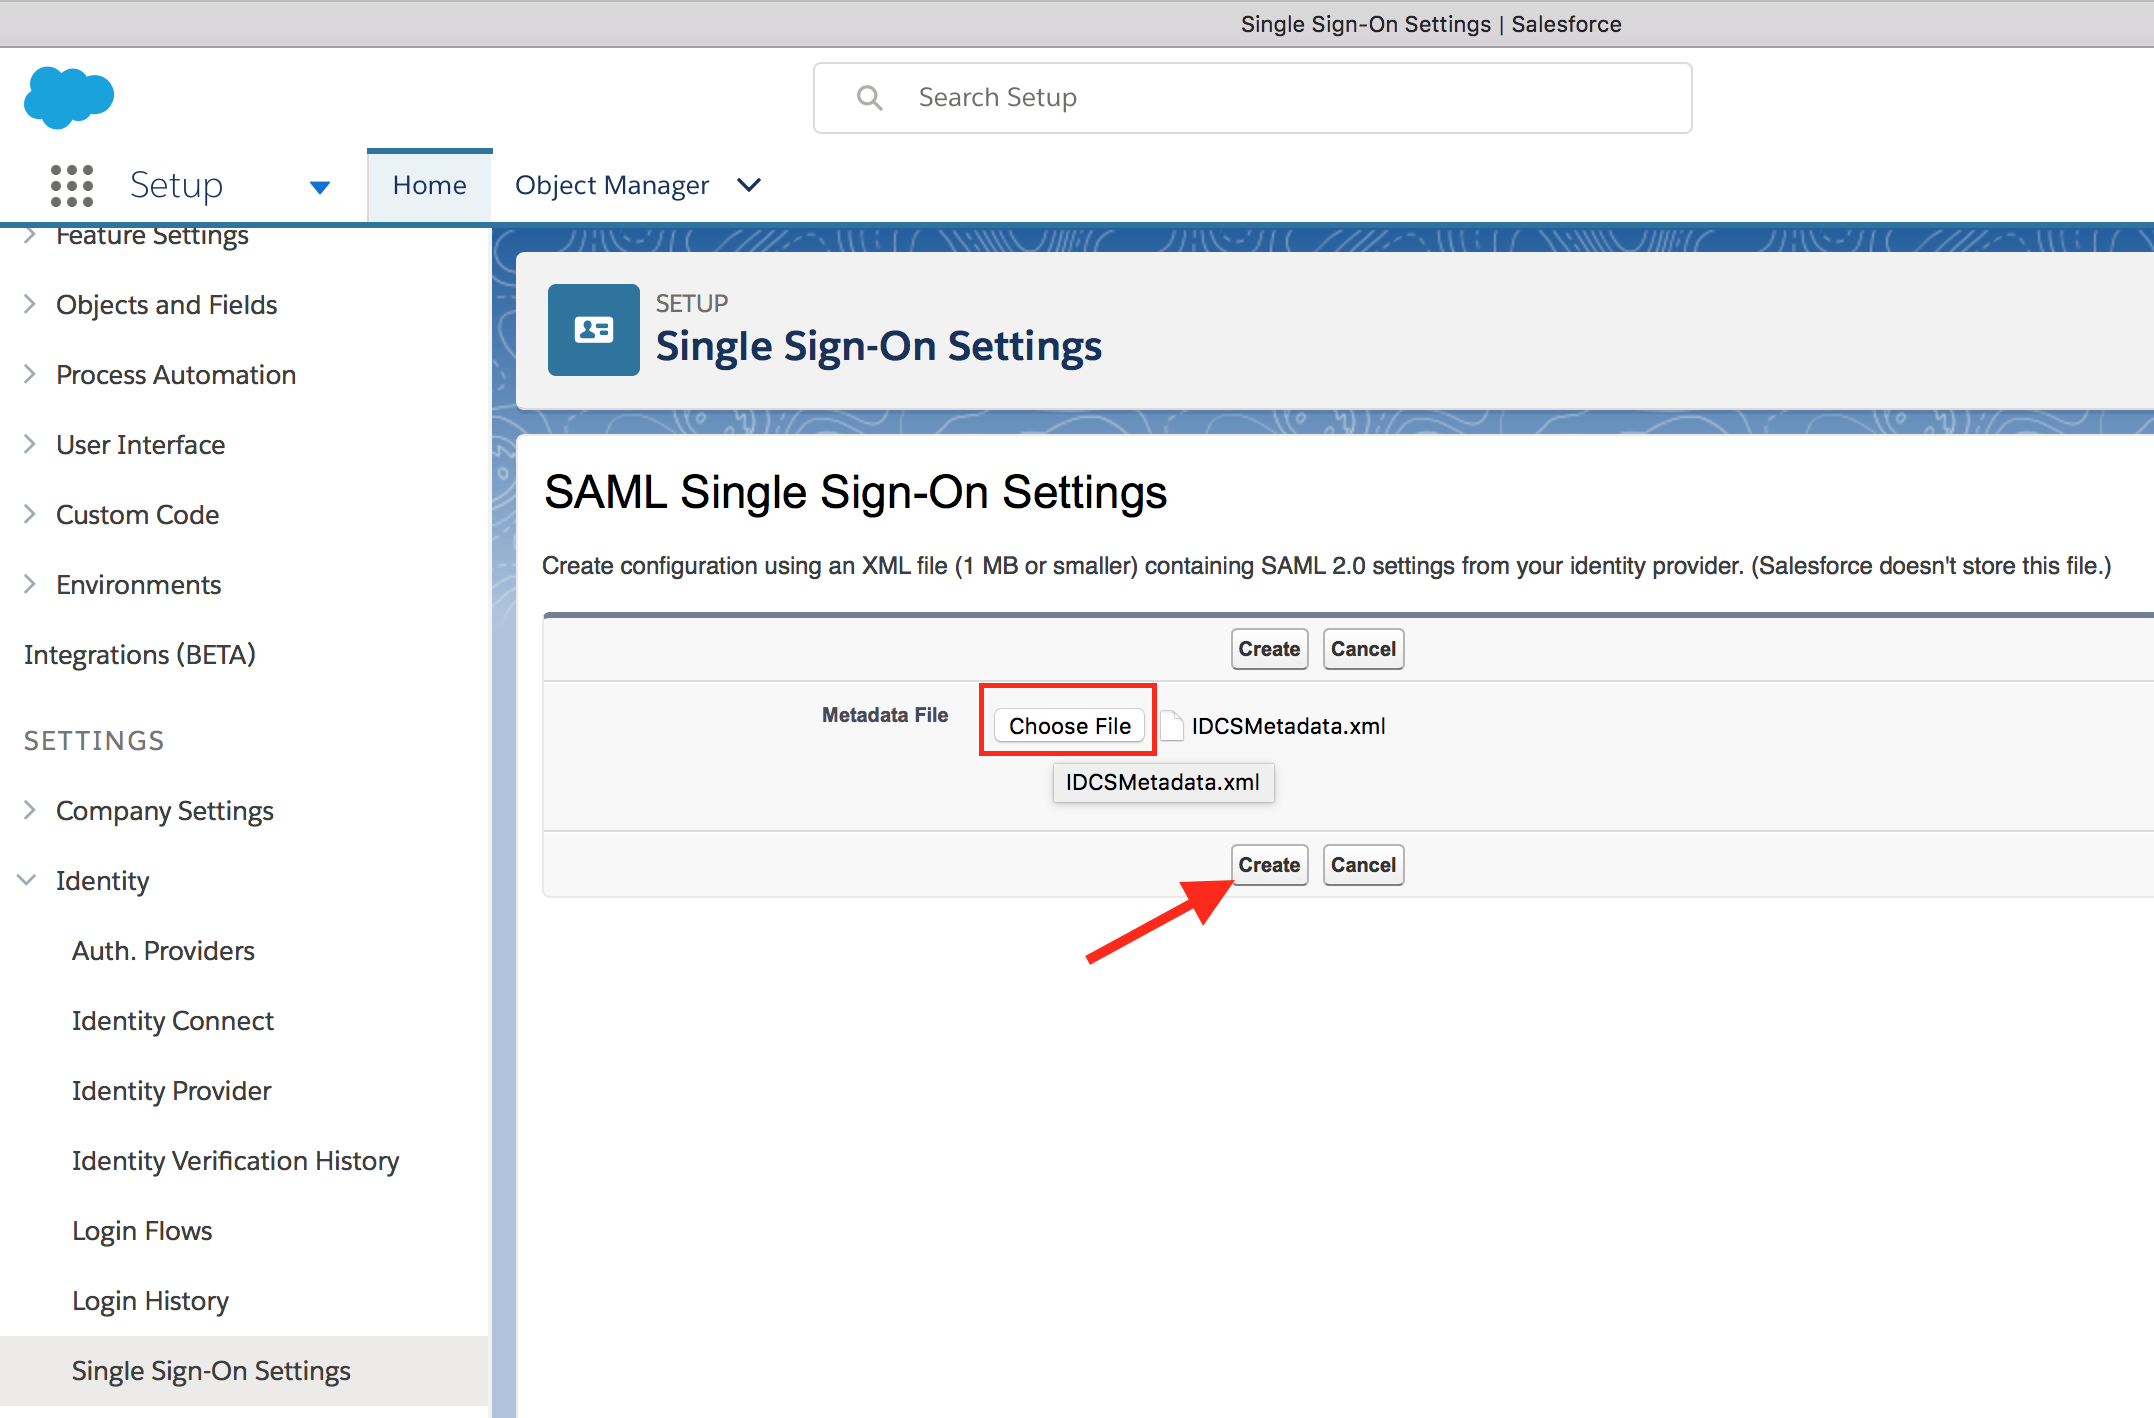 Single Sign-On Settings | Salesforce
Search Setup
Setup
Home
Object Manager
Feature Settings
Objects and Fields
Process Automation
User Interface
Custom Code
Environments
Integrations (BETA)
SETTINGS
Company Settings
Identity
Auth. Providers
Identity Connect
Identity Provider
Identity Verification History
Login Flows
Login History
Single Sign-On Settings
SETUP
Single Sign-On Settings
SAML Single Sign-On Settings
Create configuration using an XML file (1 MB or smaller) containing SAML 2.0 settings from your identity provider. (Salesforce doesn't store this file.)
Create Cancel
Metadata File Choose File IDCSMetadata.xml
IDCSMetadata.xml
Create Cancel